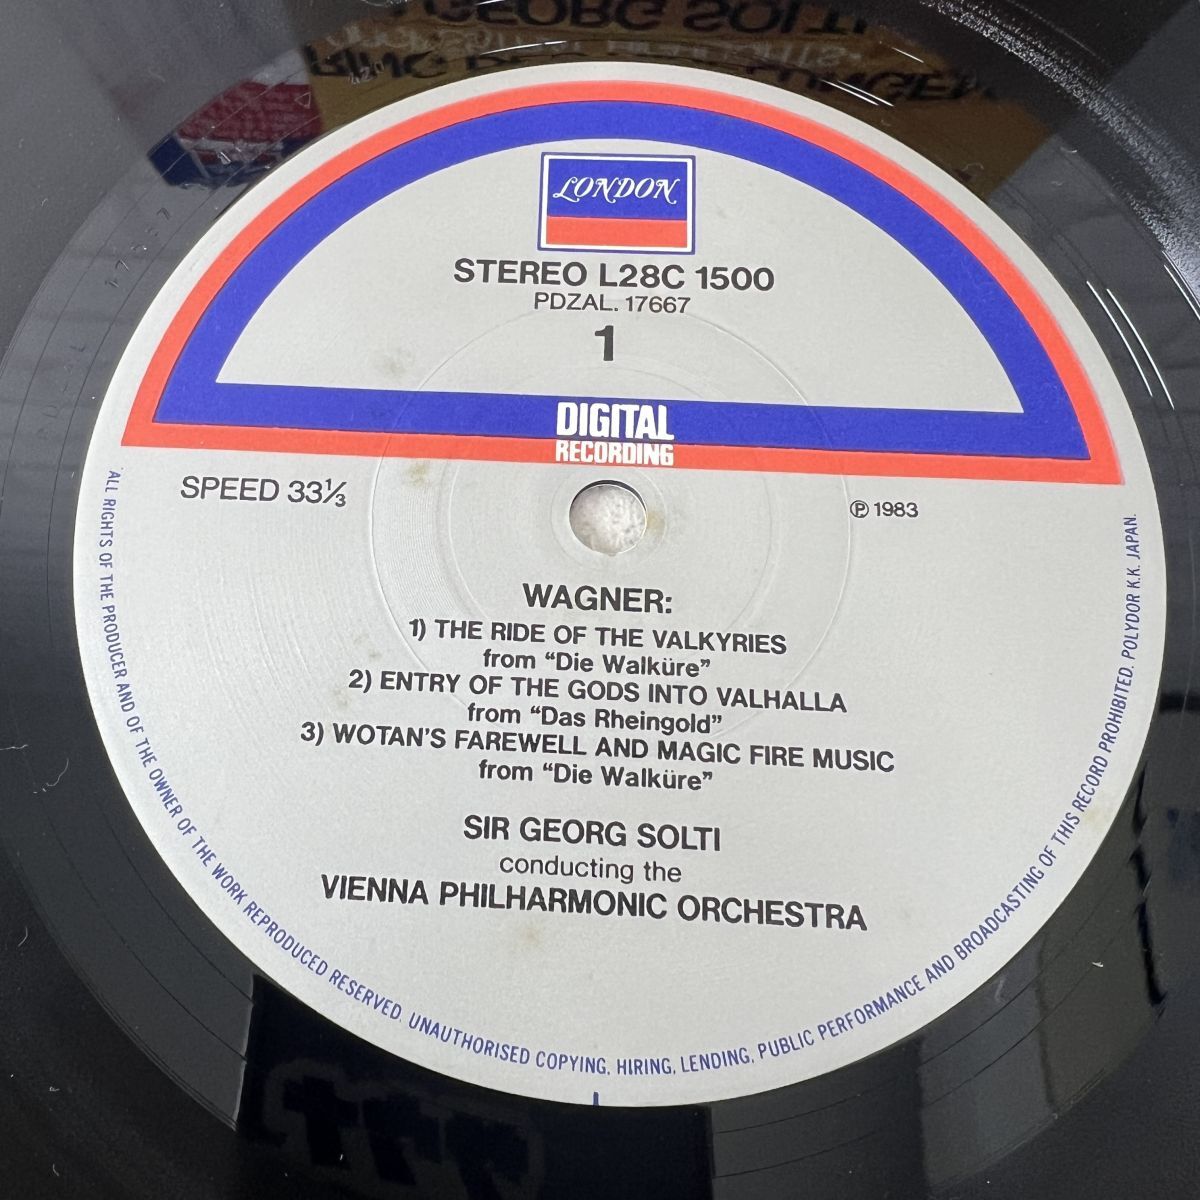 LONDON
STEREO L28C 1500
PDZAL. 17667
1
DIGITAL
RECORDING
SPEED 33⅓
℗ 1983
WAGNER:
1) THE RIDE OF THE VALKYRIES
from “Die Walküre”
2) ENTRY OF THE GODS INTO VALHALLA
from “Das Rheingold”
3) WOTAN'S FAREWELL AND MAGIC FIRE MUSIC
from “Die Walküre”
SIR GEORG SOLTI
conducting the
VIENNA PHILHARMONIC ORCHESTRA
ALL RIGHTS OF THE PRODUCER AND OF THE OWNER OF THE WORK REPRODUCED RESERVED. UNAUTHORISED COPYING, HIRING, LENDING, PUBLIC PERFORMANCE AND BROADCASTING OF THIS RECORD PROHIBITED. POLYDOR K.K. JAPAN.
GEORG SOLTI